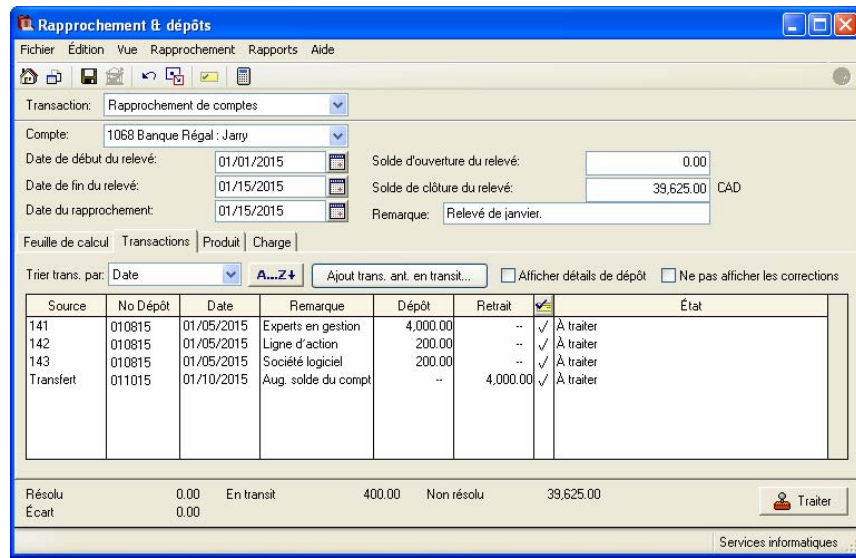 Rapprochement & dépôts
Fichier Édition Vue Rapprochement Rapports Aide
Transaction: Rapprochement de comptes
Compte: 1068 Banque Régal : Jarry
Date de début du relevé: 01/01/2015 Solde d'ouverture du relevé: 0.00
Date de fin du relevé: 01/15/2015 Solde de clôture du relevé: 39,625.00 CAD
Date du rapprochement: 01/15/2015 Remarque: Relevé de janvier.
Feuille de calcul Transactions Produit Charge
Trier trans. par: Date A...Z Ajout trans. ant. en transit... Afficher détails de dépôt Ne pas afficher les corrections
Source No Dépôt Date Remarque Dépôt Retrait État
141 010815 01/05/2015 Experts en gestion 4,000.00 -- ✓ À traiter
142 010815 01/05/2015 Ligne d'action 200.00 -- ✓ À traiter
143 010815 01/05/2015 Société logiciel 200.00 -- ✓ À traiter
Transfert 011015 01/10/2015 Aug. solde du compt -- 4,000.00 ✓ À traiter
Résolu 0.00 En transit 400.00 Non résolu 39,625.00
Écart 0.00
Traiter
Services informatiques